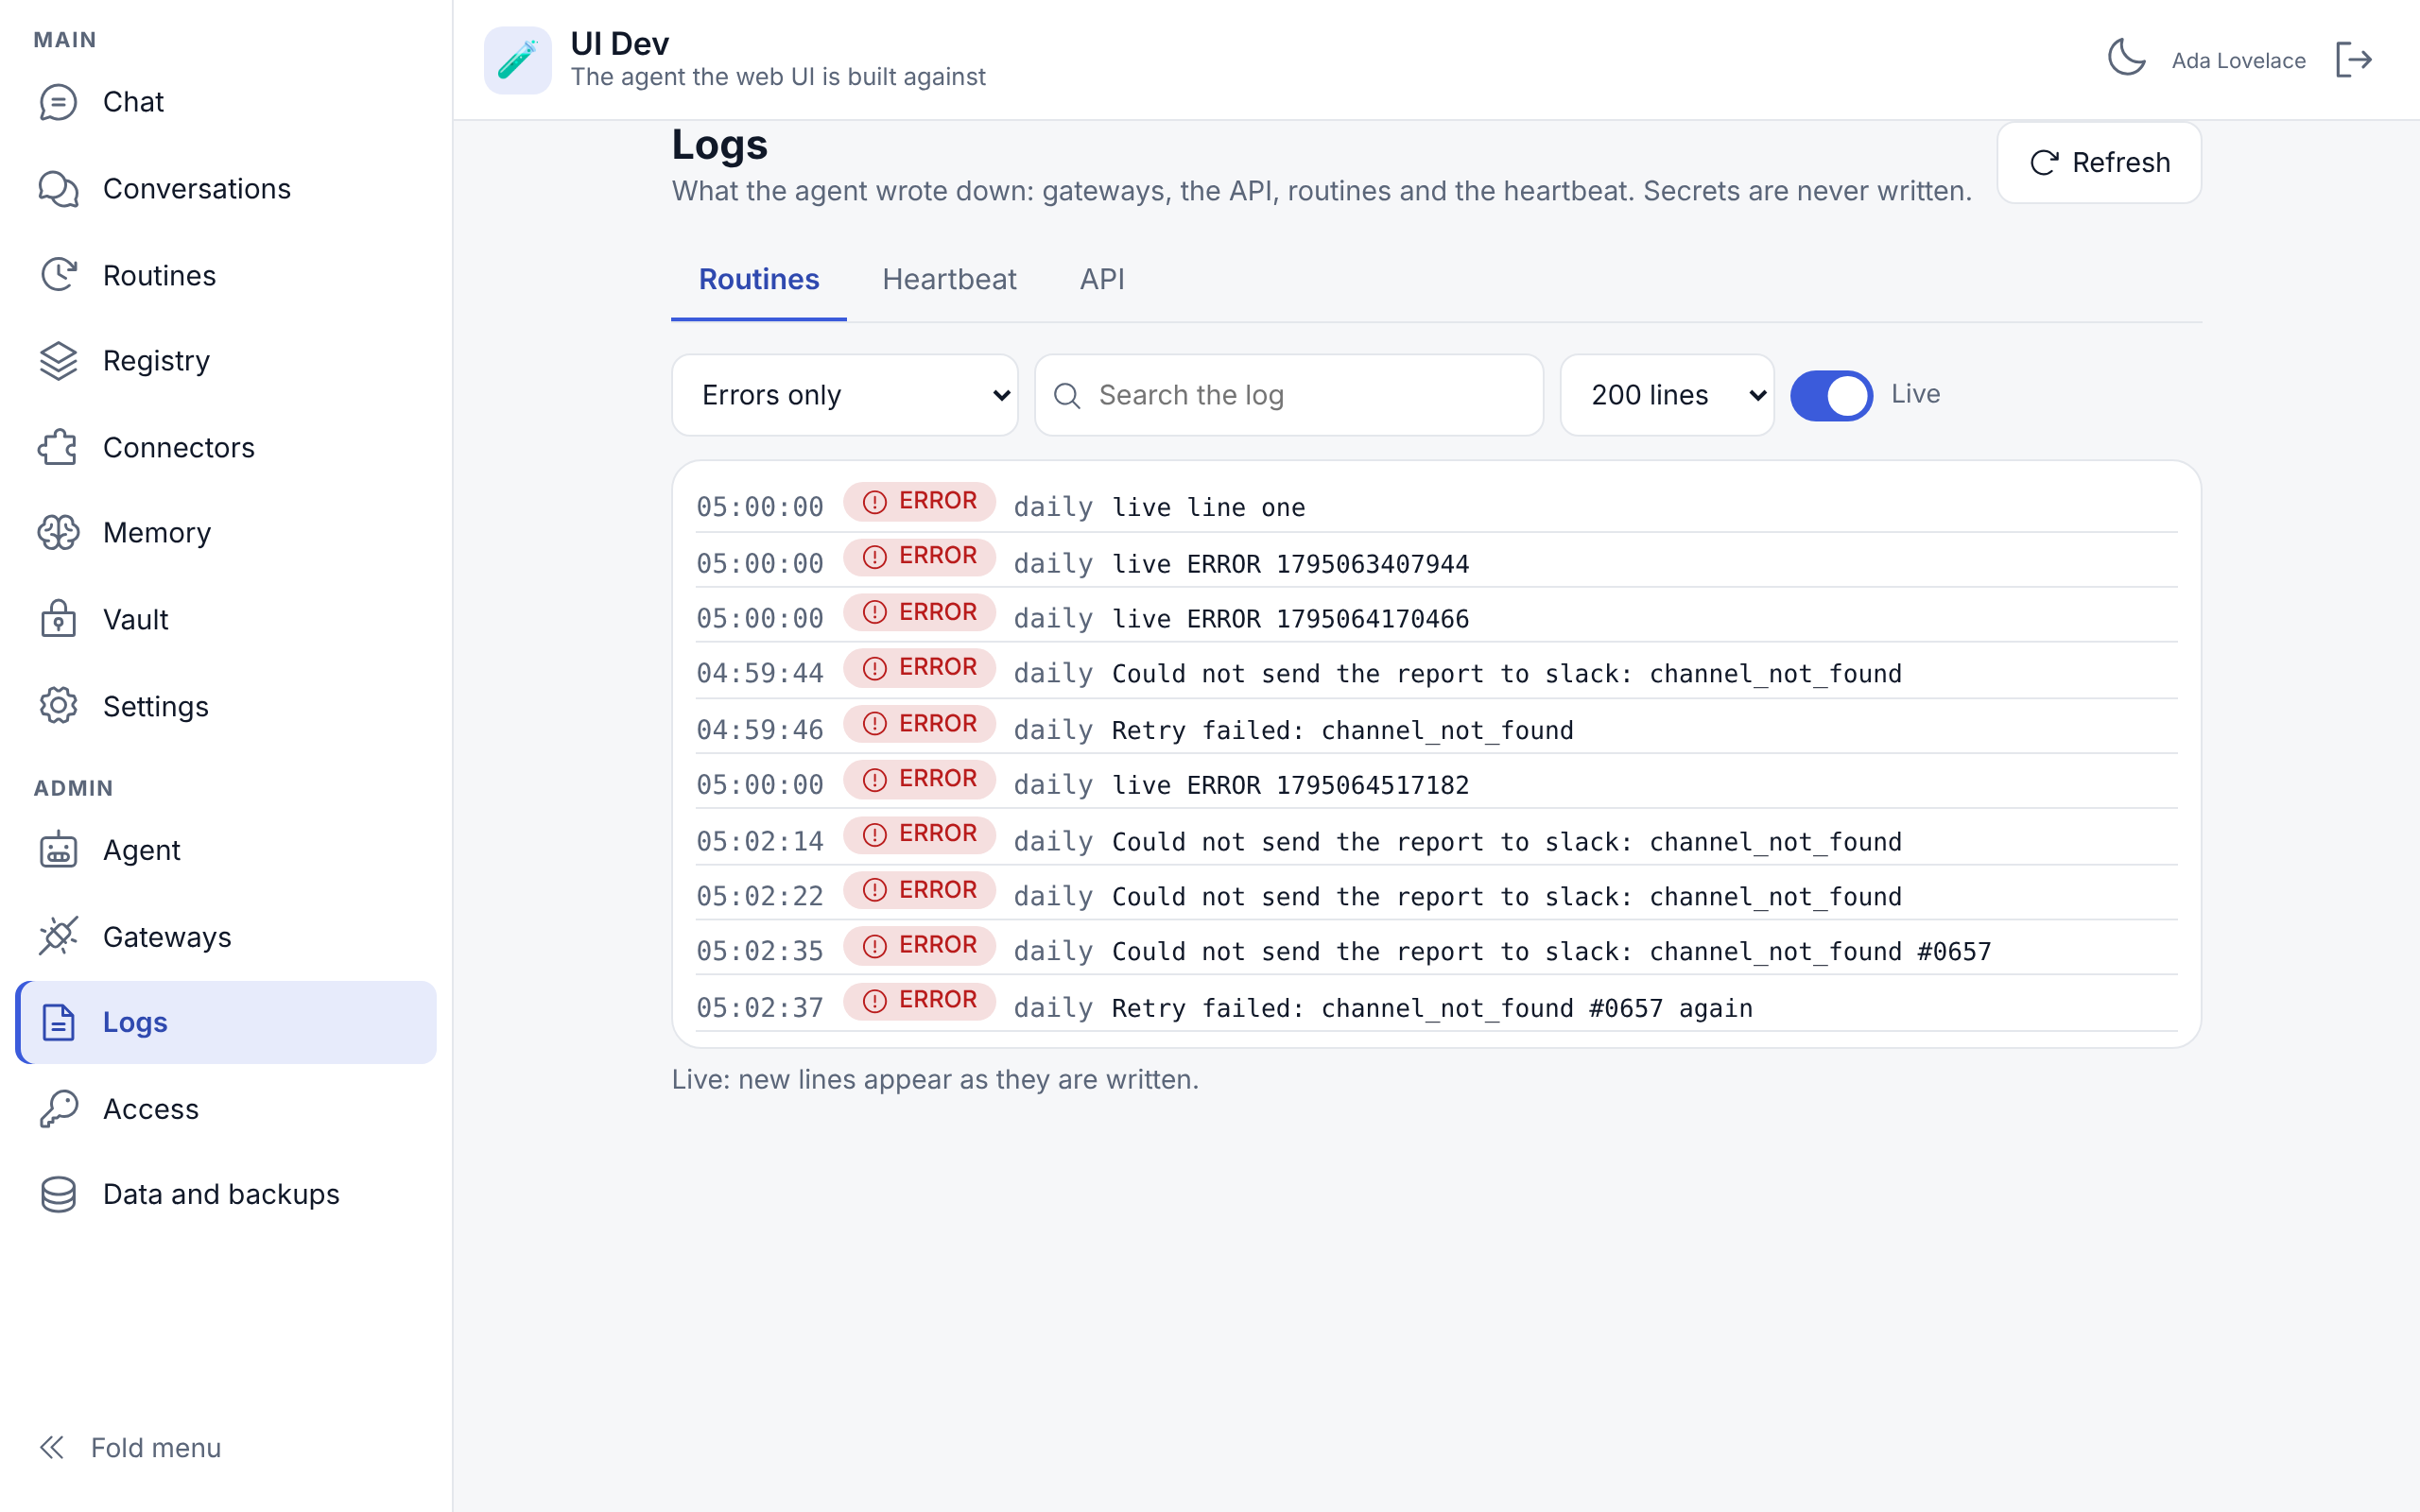 MAIN
Chat
Conversations
Routines
Registry
Connectors
Memory
Vault
Settings
ADMIN
Agent
Gateways
Logs
Access
Data and backups
Fold menu
UI Dev
The agent the web UI is built against
Ada Lovelace
Logs
What the agent wrote down: gateways, the API, routines and the heartbeat. Secrets are never written.
Refresh
Routines Heartbeat API
Errors only Search the log 200 lines Live
05:00:00 ERROR daily live line one
05:00:00 ERROR daily live ERROR 1795063407944
05:00:00 ERROR daily live ERROR 1795064170466
04:59:44 ERROR daily Could not send the report to slack: channel_not_found
04:59:46 ERROR daily Retry failed: channel_not_found
05:00:00 ERROR daily live ERROR 1795064517182
05:02:14 ERROR daily Could not send the report to slack: channel_not_found
05:02:22 ERROR daily Could not send the report to slack: channel_not_found
05:02:35 ERROR daily Could not send the report to slack: channel_not_found #0657
05:02:37 ERROR daily Retry failed: channel_not_found #0657 again
Live: new lines appear as they are written.